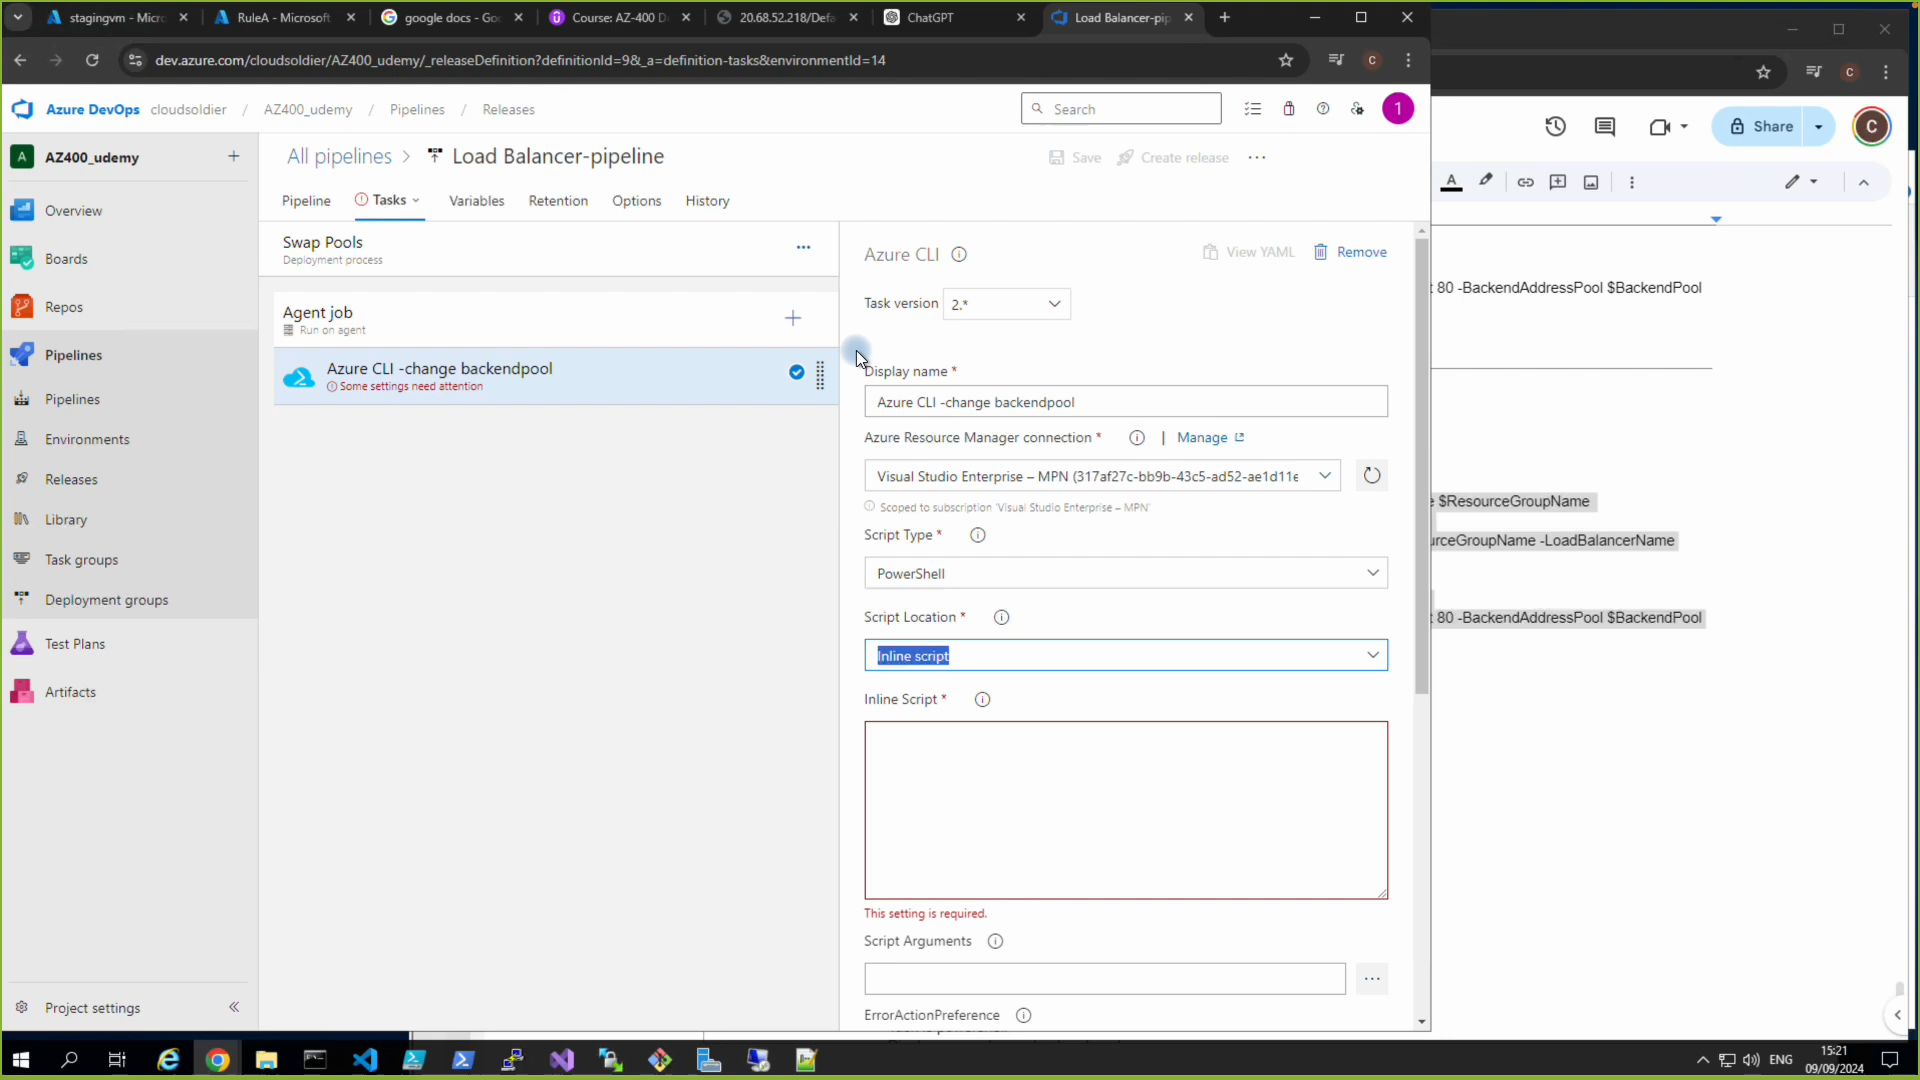 stagingvm - Micro
RuleA - Microsoft
google docs - Goo
Course: AZ-400 D
20.68.52.218/Defa
ChatGPT
Load Balancer-pip
dev.azure.com/cloudsoldier/AZ400_udemy/_releaseDefinition?definitionId=9&_a=definition-tasks&environmentId=14
C
C
Azure DevOps cloudsoldier / AZ400_udemy / Pipelines / Releases
Search
1
Share
C
A AZ400_udemy
All pipelines > Load Balancer-pipeline
Save
Create release
Pipeline
Tasks
Variables
Retention
Options
History
Overview
Boards
Repos
Pipelines
Pipelines
Environments
Releases
Library
Task groups
Deployment groups
Test Plans
Artifacts
Project settings
Swap Pools
Deployment process
Agent job
Run on agent
Azure CLI -change backendpool
Some settings need attention
Azure CLI
View YAML
Remove
Task version 2.*
Display name *
Azure CLI -change backendpool
Azure Resource Manager connection * | Manage
Visual Studio Enterprise – MPN (317af27c-bb9b-43c5-ad52-ae1d11e
Scoped to subscription 'Visual Studio Enterprise – MPN'
Script Type *
PowerShell
Script Location *
Inline script
Inline Script *
This setting is required.
Script Arguments
ErrorActionPreference
t 80 -BackendAddressPool $BackendPool
e $ResourceGroupName
urceGroupName -LoadBalancerName
t 80 -BackendAddressPool $BackendPool
ENG
15:21
09/09/2024